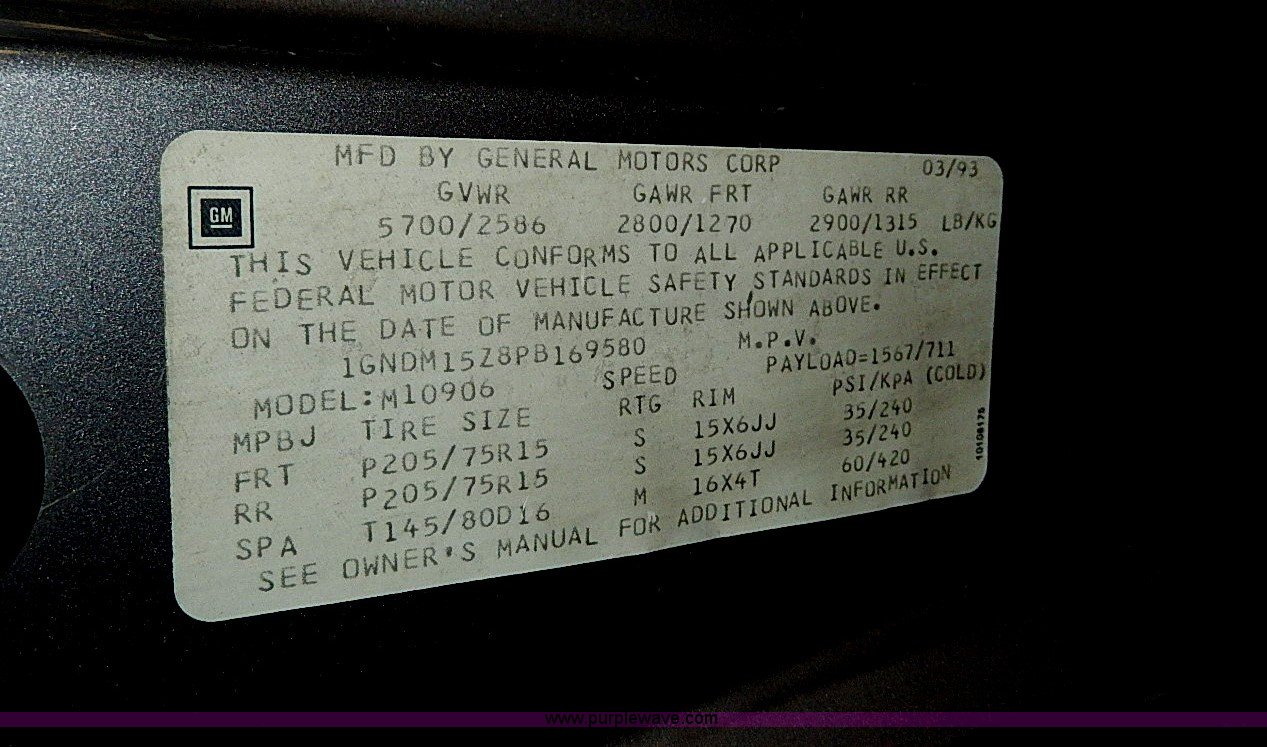 MFD BY GENERAL MOTORS CORP 03/93
GM
GVWR GAWR FRT GAWR RR
5700/2586 2800/1270 2900/1315 LB/KG
THIS VEHICLE CONFORMS TO ALL APPLICABLE U.S.
FEDERAL MOTOR VEHICLE SAFETY STANDARDS IN EFFECT
ON THE DATE OF MANUFACTURE SHOWN ABOVE.
1GNDM15Z8PB169580 M.P.V.
MODEL:M10906 SPEED PAYLOAD=1567/711
MPBJ TIRE SIZE RTG RIM PSI/KPA (COLD)
FRT P205/75R15 S 15X6JJ 35/240
RR P205/75R15 S 15X6JJ 35/240
SPA T145/80D16 M 16X4T 60/420
SEE OWNER'S MANUAL FOR ADDITIONAL INFORMATION
10108178
www.purplewave.com